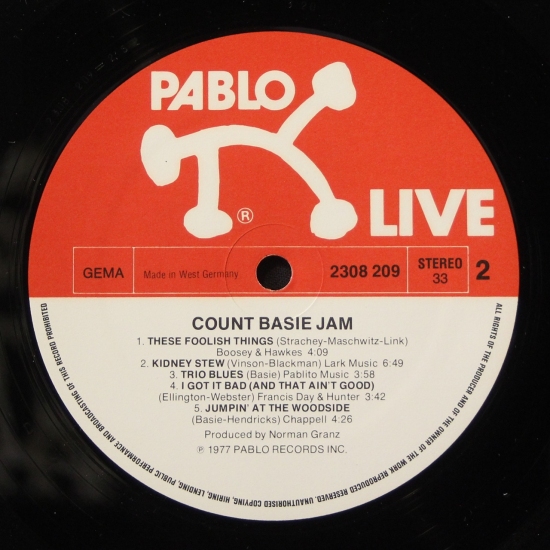 PABLO
®
LIVE
GEMA
Made in West Germany
2308 209
STEREO
33
2
COUNT BASIE JAM
1. THESE FOOLISH THINGS (Strachey-Maschwitz-Link)
Boosey & Hawkes 4:09
2. KIDNEY STEW (Vinson-Blackman) Lark Music 6:49
3. TRIO BLUES (Basie) Pablito Music 3:58
4. I GOT IT BAD (AND THAT AIN'T GOOD)
(Ellington-Webster) Francis Day & Hunter 3:42
5. JUMPIN' AT THE WOODSIDE
(Basie-Hendricks) Chappell 4:26
Produced by Norman Granz
℗ 1977 PABLO RECORDS INC.
ALL RIGHTS OF THE PRODUCER AND OF THE OWNER OF THE WORK REPRODUCED RESERVED. UNAUTHORISED COPYING, HIRING, LENDING, PUBLIC PERFORMANCE AND BROADCASTING OF THIS RECORD PROHIBITED